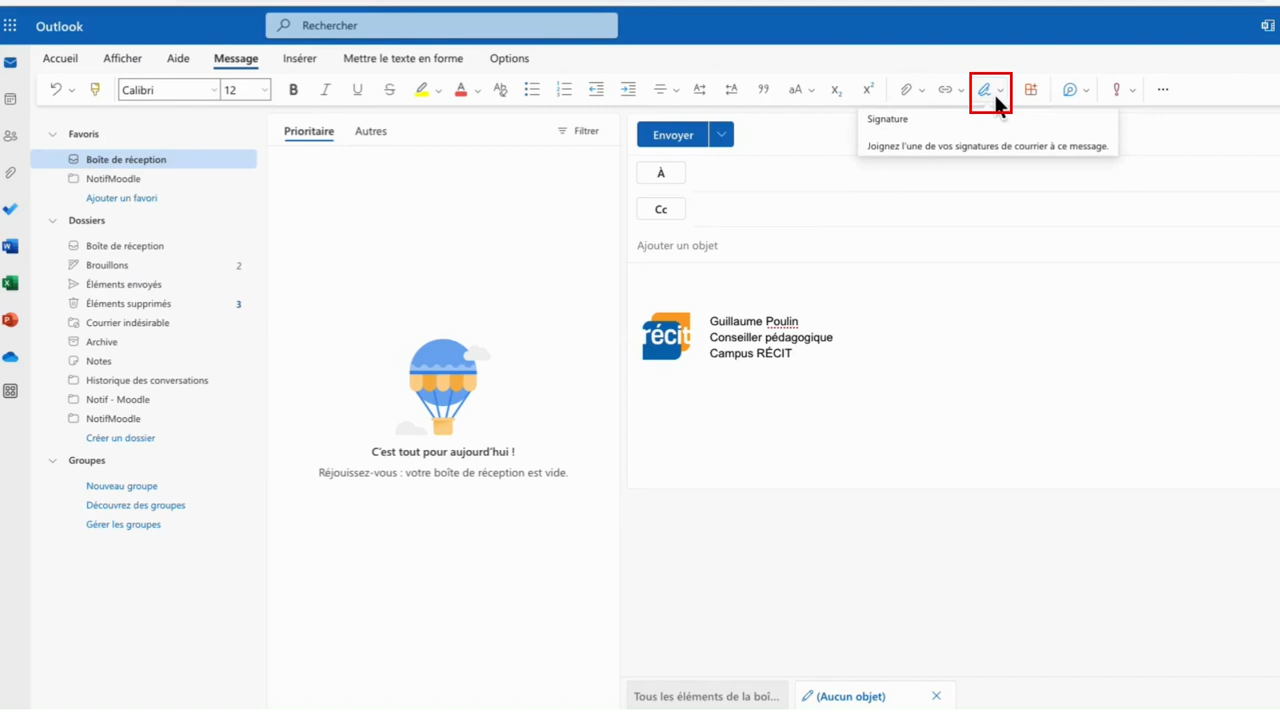 Outlook
Rechercher
Accueil Afficher Aide Message Insérer Mettre le texte en forme Options
Calibri 12
Signature
Joignez l'une de vos signatures de courrier à ce message.
Favoris
Boîte de réception
NotifMoodle
Ajouter un favori
Dossiers
Boîte de réception
Brouillons 2
Éléments envoyés
Éléments supprimés 3
Courrier indésirable
Archive
Notes
Historique des conversations
Notif - Moodle
NotifMoodle
Créer un dossier
Groupes
Nouveau groupe
Découvrez des groupes
Gérer les groupes
Prioritaire Autres Filtrer
C'est tout pour aujourd'hui !
Réjouissez-vous : votre boîte de réception est vide.
Envoyer
À
Cc
Ajouter un objet
récit
Guillaume Poulin
Conseiller pédagogique
Campus RÉCIT
Tous les éléments de la boî... (Aucun objet)